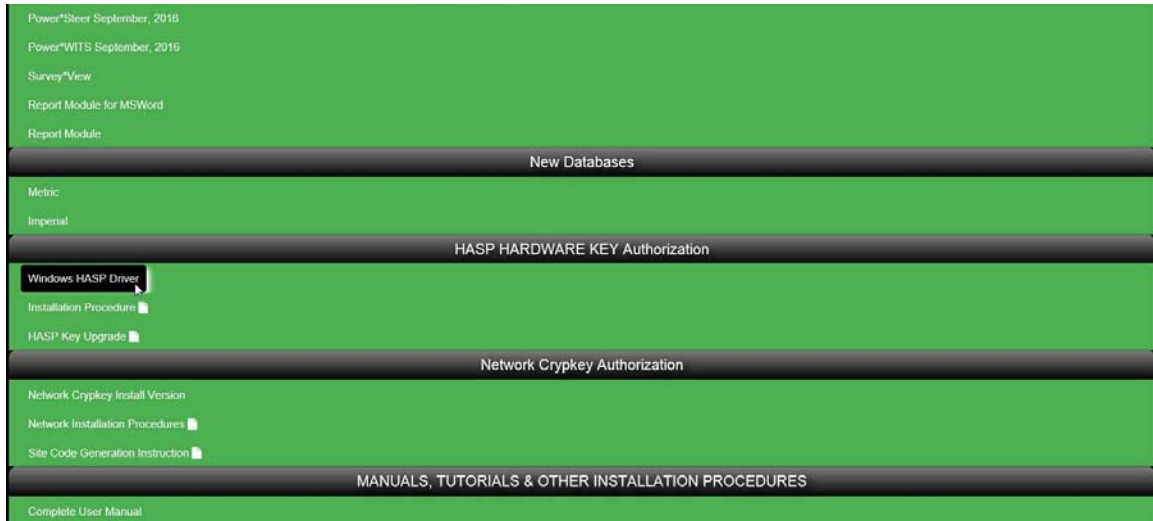 Power*Steer September, 2016
Power*WITS September, 2016
Survey*View
Report Module for MSWord
Report Module
New Databases
Metric
Imperial
HASP HARDWARE KEY Authorization
Windows HASP Driver
Installation Procedure
HASP Key Upgrade
Network Crypkey Authorization
Network Crypkey Install Version
Network Installation Procedures
Site Code Generation Instruction
MANUALS, TUTORIALS & OTHER INSTALLATION PROCEDURES
Complete User Manual